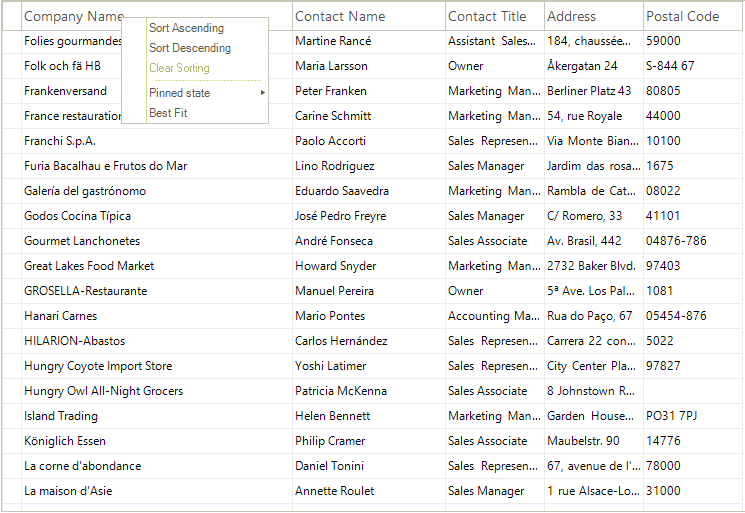 Company Name Contact Name Contact Title Address Postal Code
Sort Ascending
Sort Descending
Clear Sorting
Pinned state
Best Fit
Folies gourmandes Martine Rancé Assistant Sales... 184, chaussée... 59000
Folk och fä HB Maria Larsson Owner Åkergatan 24 S-844 67
Frankenversand Peter Franken Marketing Man... Berliner Platz 43 80805
France restauration Carine Schmitt Marketing Man... 54, rue Royale 44000
Franchi S.p.A. Paolo Accorti Sales Represen... Via Monte Bian... 10100
Furia Bacalhau e Frutos do Mar Lino Rodriguez Sales Manager Jardim das rosa... 1675
Galería del gastrónomo Eduardo Saavedra Marketing Man... Rambla de Cat... 08022
Godos Cocina Típica José Pedro Freyre Sales Manager C/ Romero, 33 41101
Gourmet Lanchonetes André Fonseca Sales Associate Av. Brasil, 442 04876-786
Great Lakes Food Market Howard Snyder Marketing Man... 2732 Baker Blvd. 97403
GROSELLA-Restaurante Manuel Pereira Owner 5ª Ave. Los Pal... 1081
Hanari Carnes Mario Pontes Accounting Ma... Rua do Paço, 67 05454-876
HILARION-Abastos Carlos Hernández Sales Represen... Carrera 22 con... 5022
Hungry Coyote Import Store Yoshi Latimer Sales Represen... City Center Pla... 97827
Hungry Owl All-Night Grocers Patricia McKenna Sales Associate 8 Johnstown R...
Island Trading Helen Bennett Marketing Man... Garden House... PO31 7PJ
Königlich Essen Philip Cramer Sales Associate Maubelstr. 90 14776
La corne d'abondance Daniel Tonini Sales Represen... 67, avenue de l'... 78000
La maison d'Asie Annette Roulet Sales Manager 1 rue Alsace-Lo... 31000